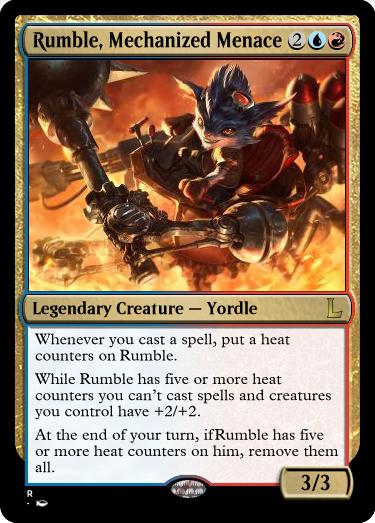 Rumble, Mechanized Menace 2
Legendary Creature — Yordle L
Whenever you cast a spell, put a heat
counters on Rumble.
While Rumble has five or more heat
counters you can't cast spells and creatures
you control have +2/+2.
At the end of your turn, ifRumble has five
or more heat counters on him, remove them
all.
3/3
R